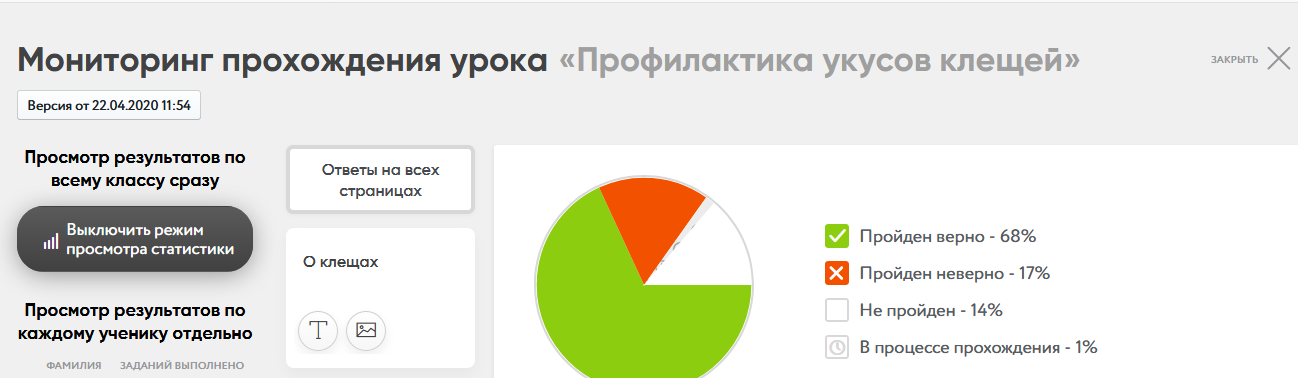 Мониторинг прохождения урока «Профилактика укусов клещей»
ЗАКРЫТЬ
Версия от 22.04.2020 11:54
Просмотр результатов по
всему классу сразу
Выключить режим
просмотра статистики
Просмотр результатов по
каждому ученику отдельно
ФАМИЛИЯ ЗАДАНИЙ ВЫПОЛНЕНО
Ответы на всех
страницах
О клещах
T
Пройден верно - 68%
Пройден неверно - 17%
Не пройден - 14%
В процессе прохождения - 1%